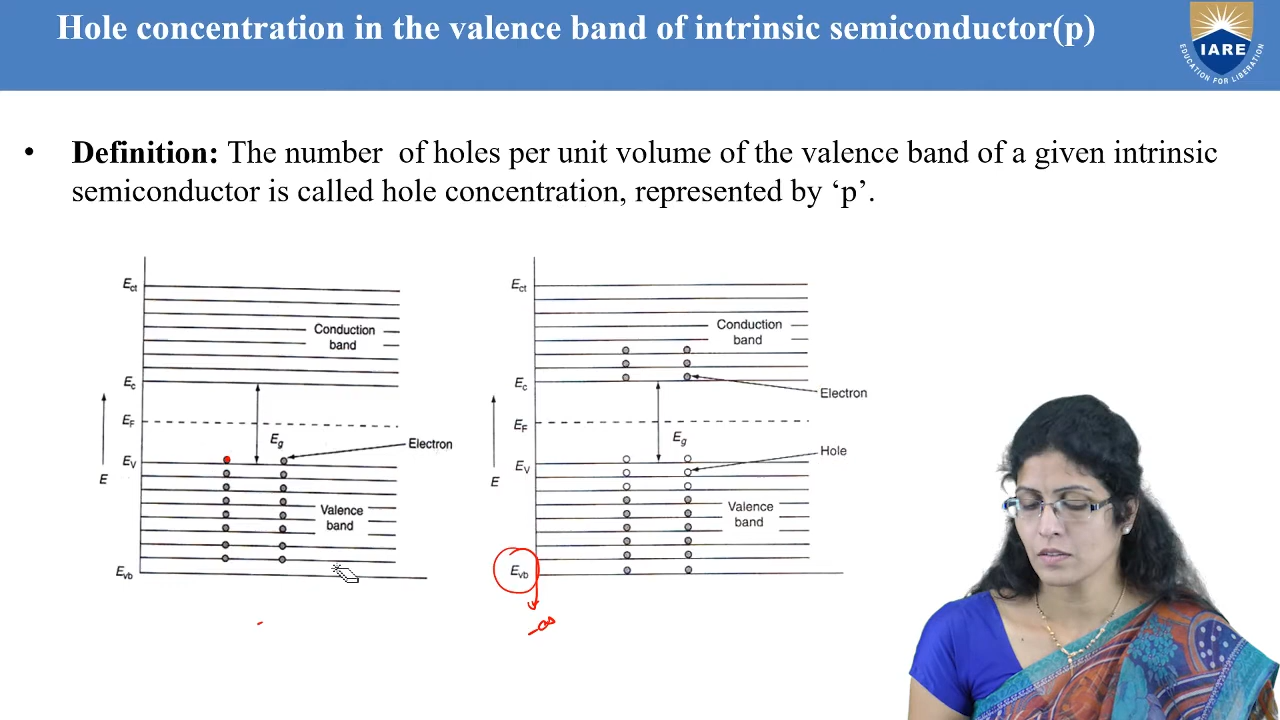 Hole concentration in the valence band of intrinsic semiconductor(p)
IARE
EDUCATION FOR LIBERATION
• Definition: The number of holes per unit volume of the valence band of a given intrinsic
semiconductor is called hole concentration, represented by ‘p’.
Ect
Conduction
band
Ec
EF
Eg
Electron
EV
E
Valence
band
Evb
Ect
Conduction
band
Ec
Electron
EF
Eg
Hole
EV
E
Valence
band
Evb
-∞